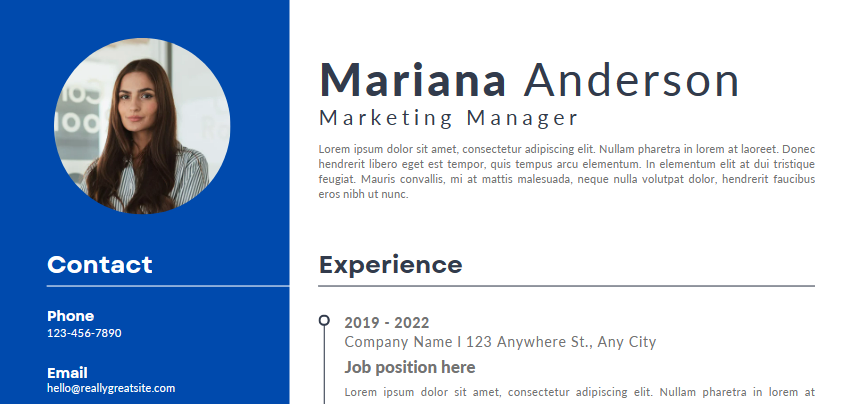 Mariana Anderson
Marketing Manager
Lorem ipsum dolor sit amet, consectetur adipiscing elit. Nullam pharetra in lorem at laoreet. Donec
hendrerit libero eget est tempor, quis tempus arcu elementum. In elementum elit at dui tristique
feugiat. Mauris convallis, mi at mattis malesuada, neque nulla volutpat dolor, hendrerit faucibus
eros nibh ut nunc.
Contact
Phone
123-456-7890
Email
hello@reallygreatsite.com
Experience
2019 - 2022
Company Name l 123 Anywhere St., Any City
Job position here
Lorem ipsum dolor sit amet, consectetur adipiscing elit. Nullam pharetra in lorem at